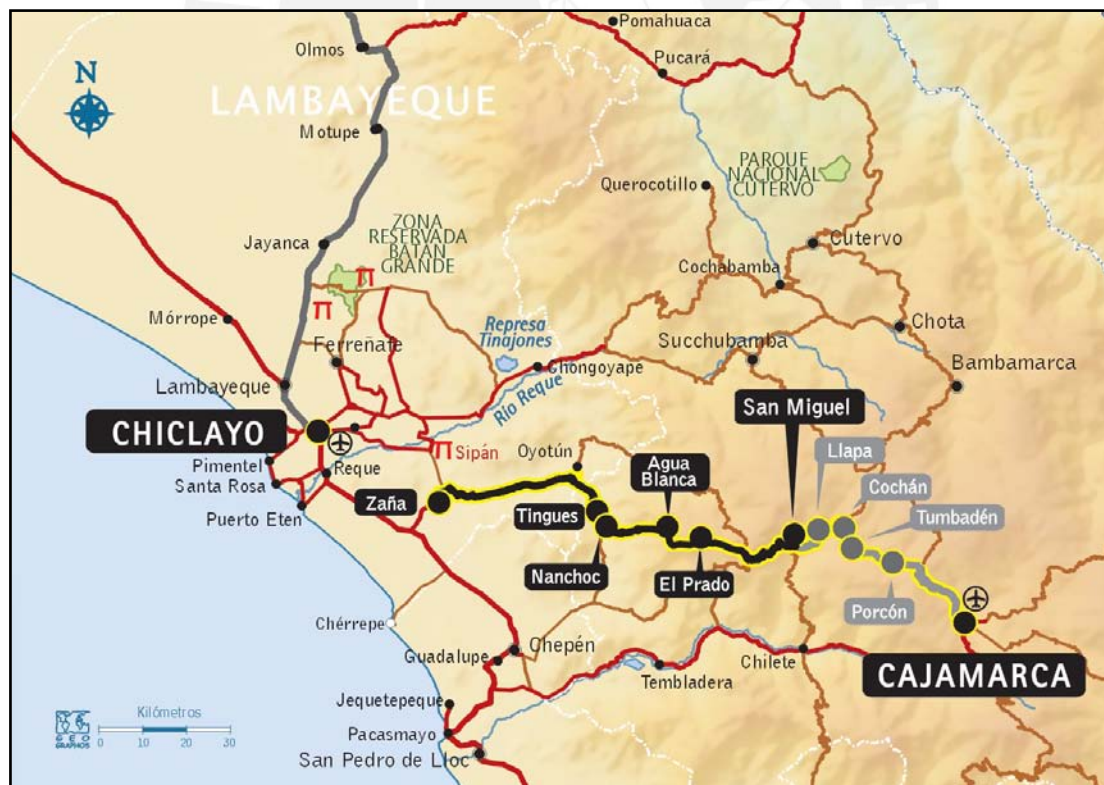 Pomahuaca
Olmos
Pucará
N
LAMBAYEQUE
Motupe
PARQUE
NACIONAL
CUTERVO
Querocotillo
ZONA
RESERVADA
BATAN
GRANDE
Jayanca
Cutervo
Cochabamba
Mórrope
Represa
Tinajones
Chota
Ferreñafe
Succhubamba
Chongoyape
Bambamarca
Lambayeque
Río Reque
San Miguel
CHICLAYO
Sipán
Llapa
Pimentel
Reque
Oyotún
Agua
Blanca
Santa Rosa
Cochán
Zaña
Puerto Eten
Tingues
Tumbadén
Nanchoc
El Prado
Porcón
Chérrepe
Chepén
Guadalupe
Chilete
Tembladera
CAJAMARCA
Jequetepeque
Kilómetros
0 10 20 30
GEO
GRAPHOS
Pacasmayo
San Pedro de Lloc